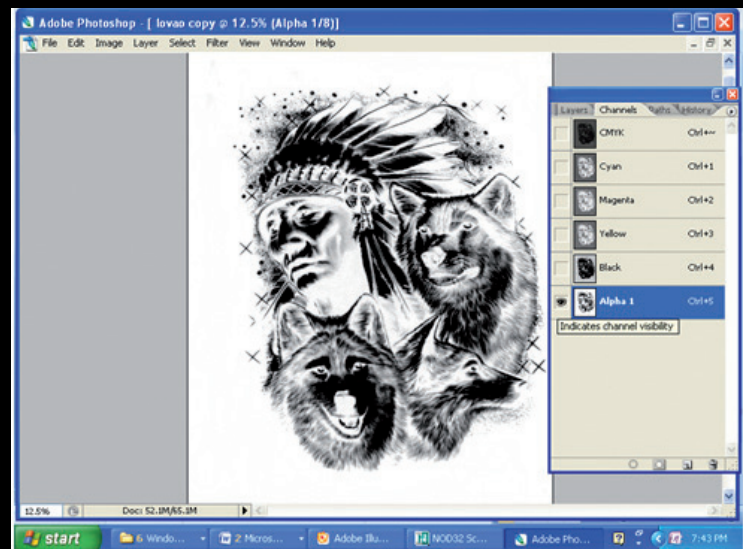 Adobe Photoshop - [ lovao copy @ 12.5% (Alpha 1/8)]
File Edit Image Layer Select Filter View Window Help
Layers Channels Paths History
CMYK Ctrl+~
Cyan Ctrl+1
Magenta Ctrl+2
Yellow Ctrl+3
Black Ctrl+4
Alpha 1 Ctrl+5
Indicates channel visibility
12.5% Doc: 52.1M/65.1M
start 6 Windo... 2 Micros... Adobe Illu... NOD32 Sc... Adobe Pho... 7:43 PM